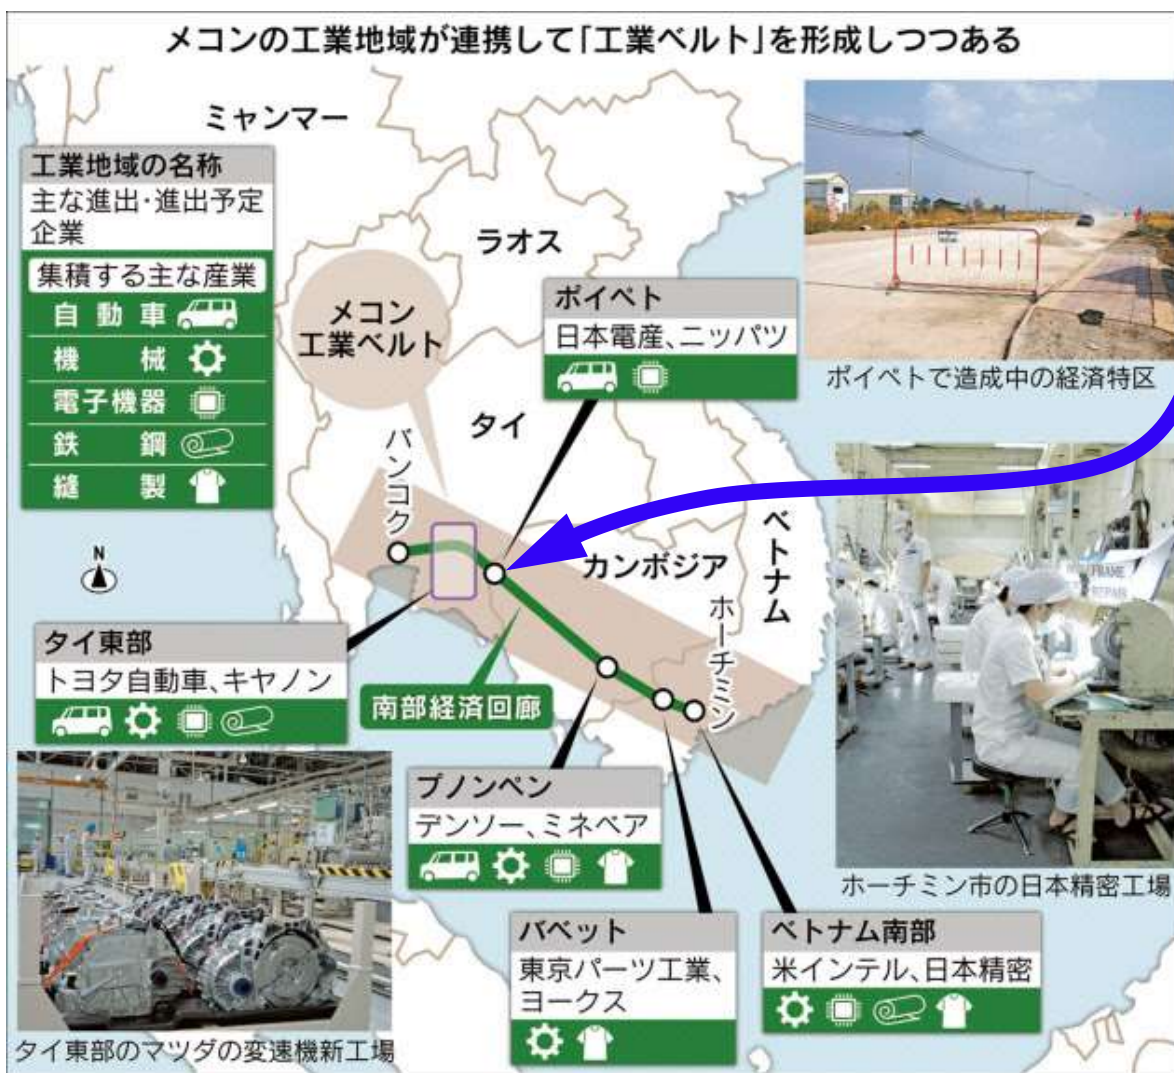 メコンの工業地域が連携して「工業ベルト」を形成しつつある
ミャンマー
工業地域の名称
主な進出・進出予定
企業
集積する主な産業
自動車
機械
電子機器
鉄鋼
縫製
ラオス
メコン
工業ベルト
ポイペト
日本電産、ニッパツ
ポイペトで造成中の経済特区
タイ
バンコク
ベトナム
カンボジア
ホーチミン
N
FRAME
REPAIR
タイ東部
トヨタ自動車、キヤノン
南部経済回廊
プノンペン
デンソー、ミネベア
ホーチミン市の日本精密工場
バベット
東京パーツ工業、
ヨークス
ベトナム南部
米インテル、日本精密
タイ東部のマツダの変速機新工場